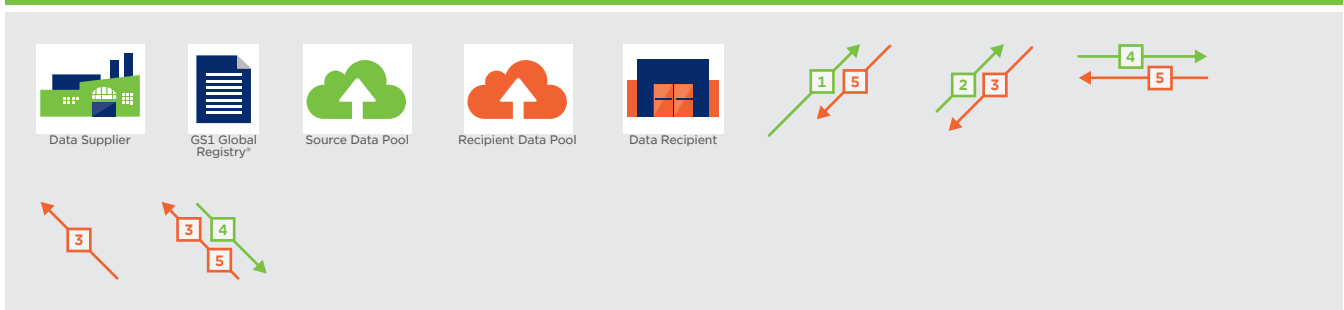 Data Supplier
GS1 Global
Registry®
Source Data Pool
Recipient Data Pool
Data Recipient
1
5
2
3
4
5
3
3
4
5